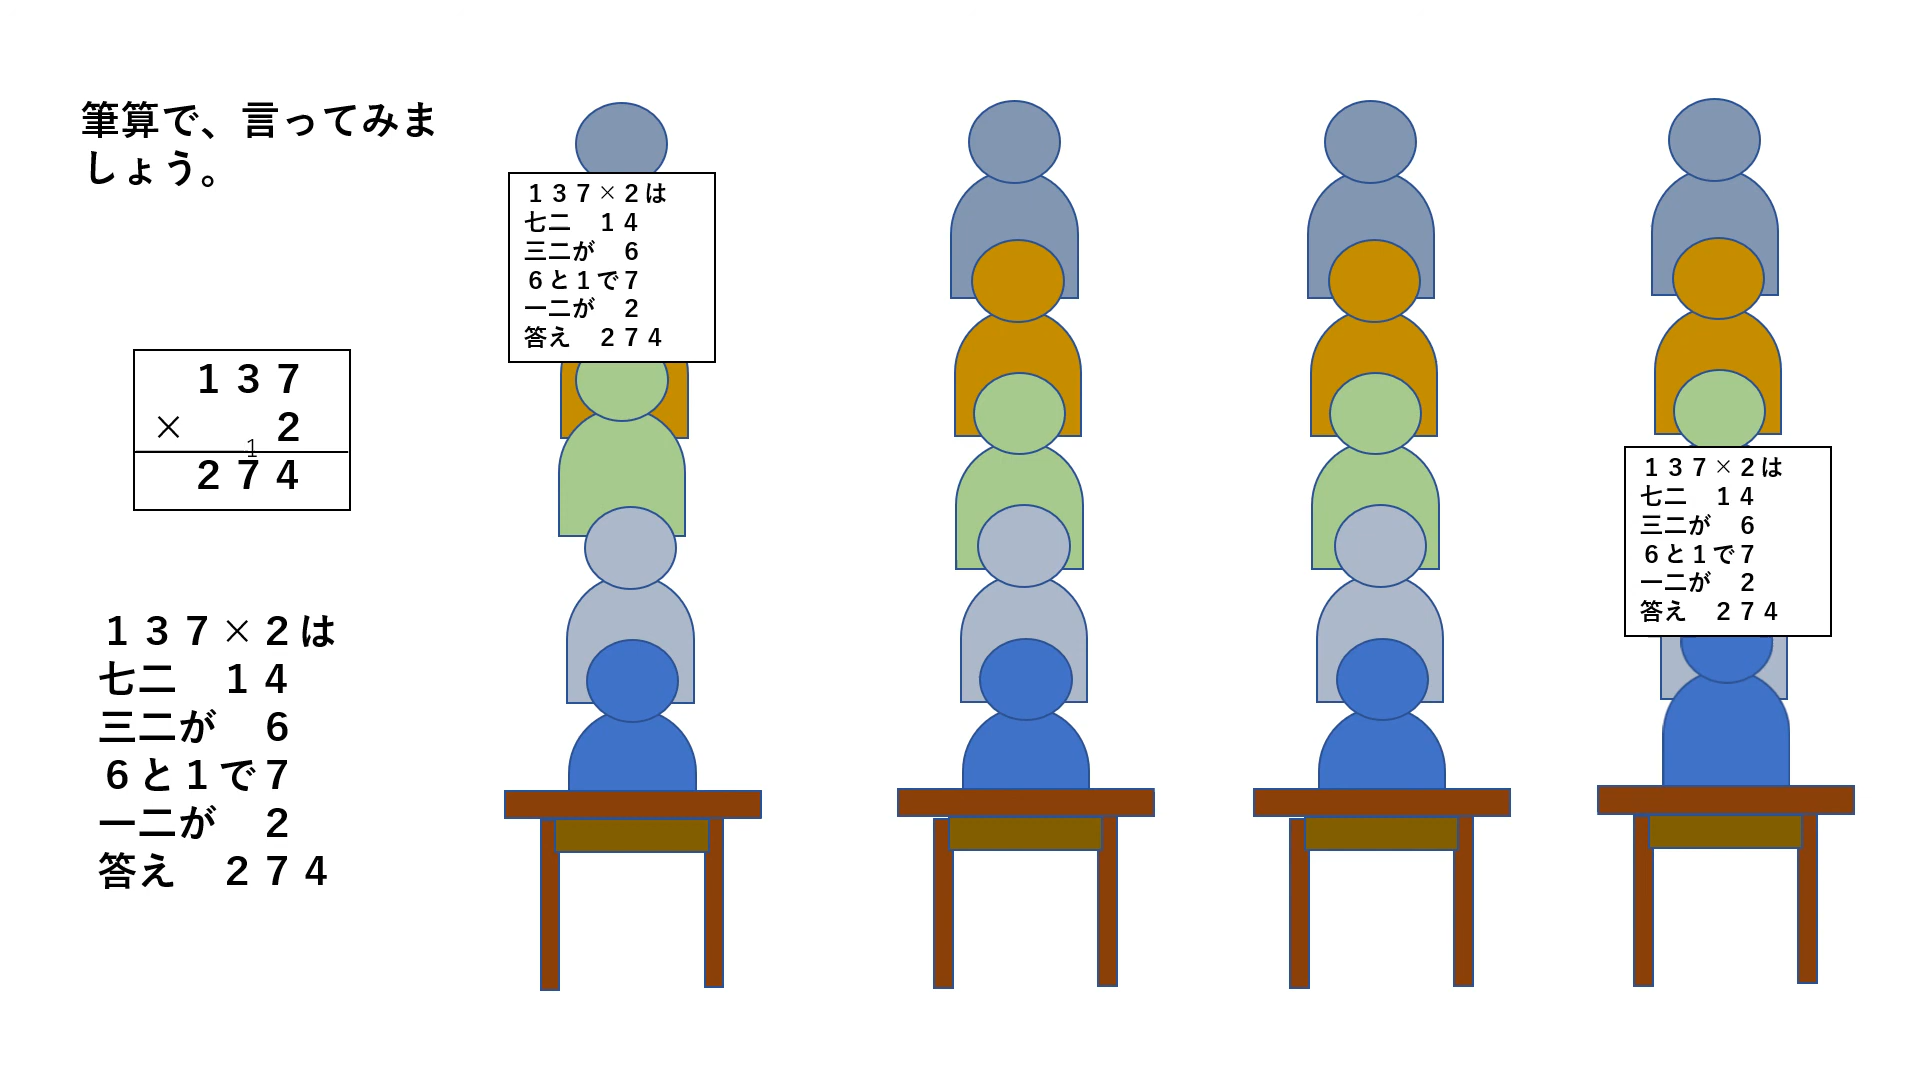 筆算で、言ってみま
しょう。
１３７
×　　２
１
２７４
１３７×２は
七二　１４
三二が　６
６と１で７
一二が　２
答え　２７４
１３７×２は
七二　１４
三二が　６
６と１で７
一二が　２
答え　２７４
１３７×２は
七二　１４
三二が　６
６と１で７
一二が　２
答え　２７４